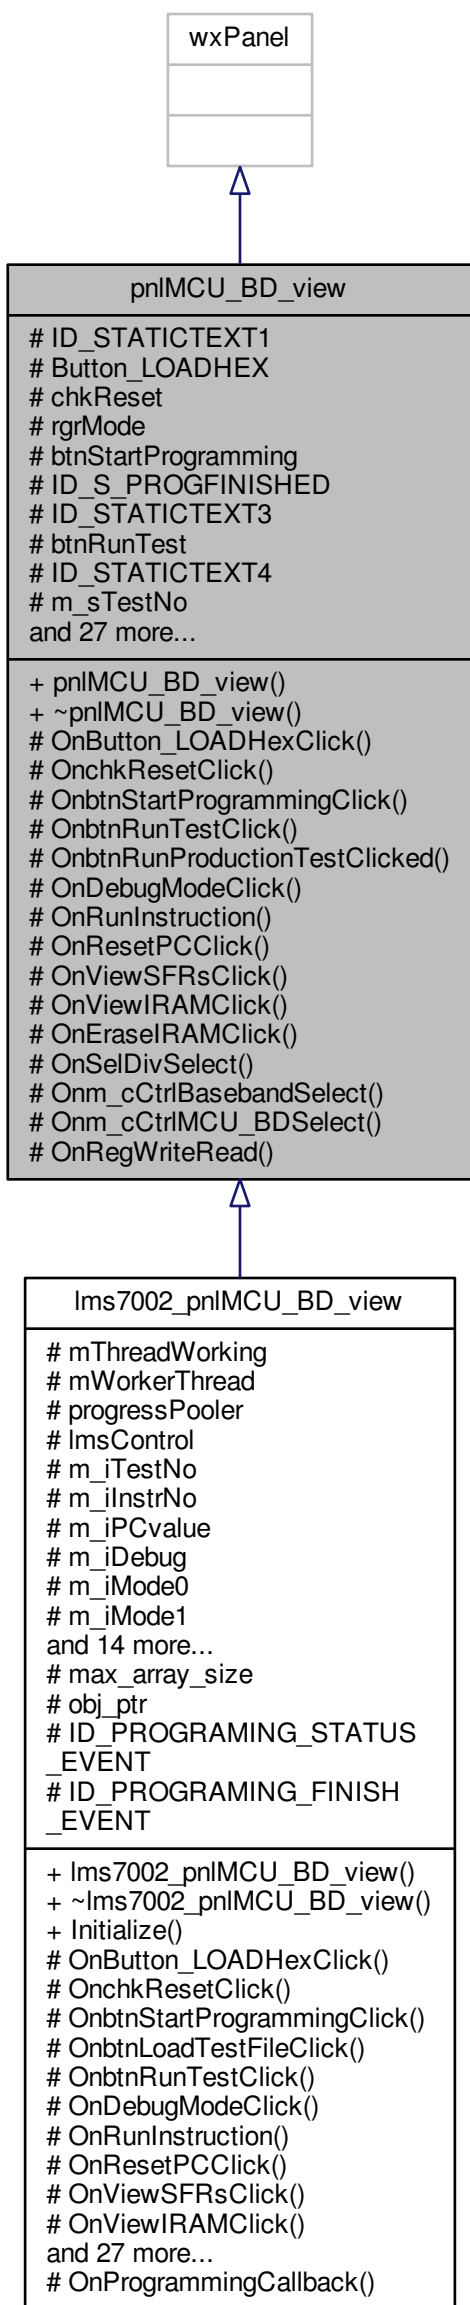 wxPanel
pnlMCU_BD_view
# ID_STATICTEXT1
# Button_LOADHEX
# chkReset
# rgrMode
# btnStartProgramming
# ID_S_PROGFINISHED
# ID_STATICTEXT3
# btnRunTest
# ID_STATICTEXT4
# m_sTestNo
and 27 more...
+ pnlMCU_BD_view()
+ ~pnlMCU_BD_view()
# OnButton_LOADHexClick()
# OnchkResetClick()
# OnbtnStartProgrammingClick()
# OnbtnRunTestClick()
# OnbtnRunProductionTestClicked()
# OnDebugModeClick()
# OnRunInstruction()
# OnResetPCClick()
# OnViewSFRsClick()
# OnViewIRAMClick()
# OnEraseIRAMClick()
# OnSelDivSelect()
# Onm_cCtrlBasebandSelect()
# Onm_cCtrlMCU_BDSelect()
# OnRegWriteRead()
lms7002_pnlMCU_BD_view
# mThreadWorking
# mWorkerThread
# progressPooler
# lmsControl
# m_iTestNo
# m_iInstrNo
# m_iPCvalue
# m_iDebug
# m_iMode0
# m_iMode1
and 14 more...
# max_array_size
# obj_ptr
# ID_PROGRAMING_STATUS
_EVENT
# ID_PROGRAMING_FINISH
_EVENT
+ lms7002_pnlMCU_BD_view()
+ ~lms7002_pnlMCU_BD_view()
+ Initialize()
# OnButton_LOADHexClick()
# OnchkResetClick()
# OnbtnStartProgrammingClick()
# OnbtnLoadTestFileClick()
# OnbtnRunTestClick()
# OnDebugModeClick()
# OnRunInstruction()
# OnResetPCClick()
# OnViewSFRsClick()
# OnViewIRAMClick()
and 27 more...
# OnProgrammingCallback()